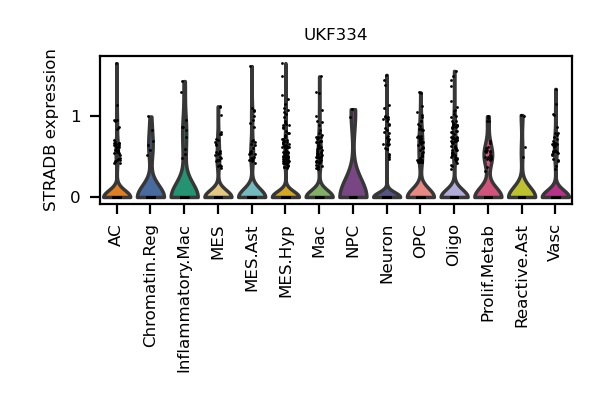 UKF334
STRADB expression
1
0
AC
Chromatin.Reg
Inflammatory.Mac
MES
MES.Ast
MES.Hyp
Mac
NPC
Neuron
OPC
Oligo
Prolif.Metab
Reactive.Ast
Vasc